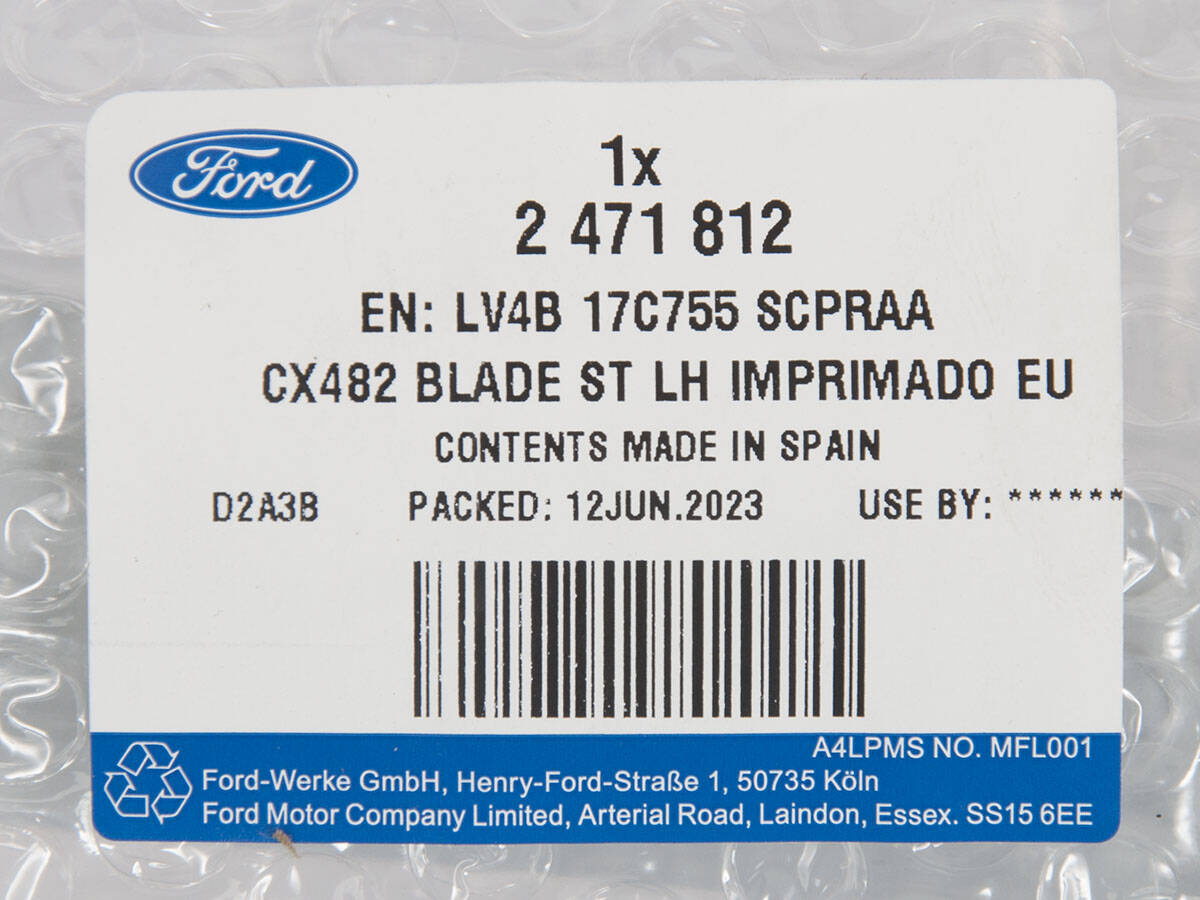 Ford
1x
2 471 812
EN: LV4B 17C755 SCPRAA
CX482 BLADE ST LH IMPRIMADO EU
CONTENTS MADE IN SPAIN
D2A3B PACKED: 12JUN.2023 USE BY: ******
A4LPMS NO. MFL001
Ford-Werke GmbH, Henry-Ford-Straße 1, 50735 Köln
Ford Motor Company Limited, Arterial Road, Laindon, Essex. SS15 6EE